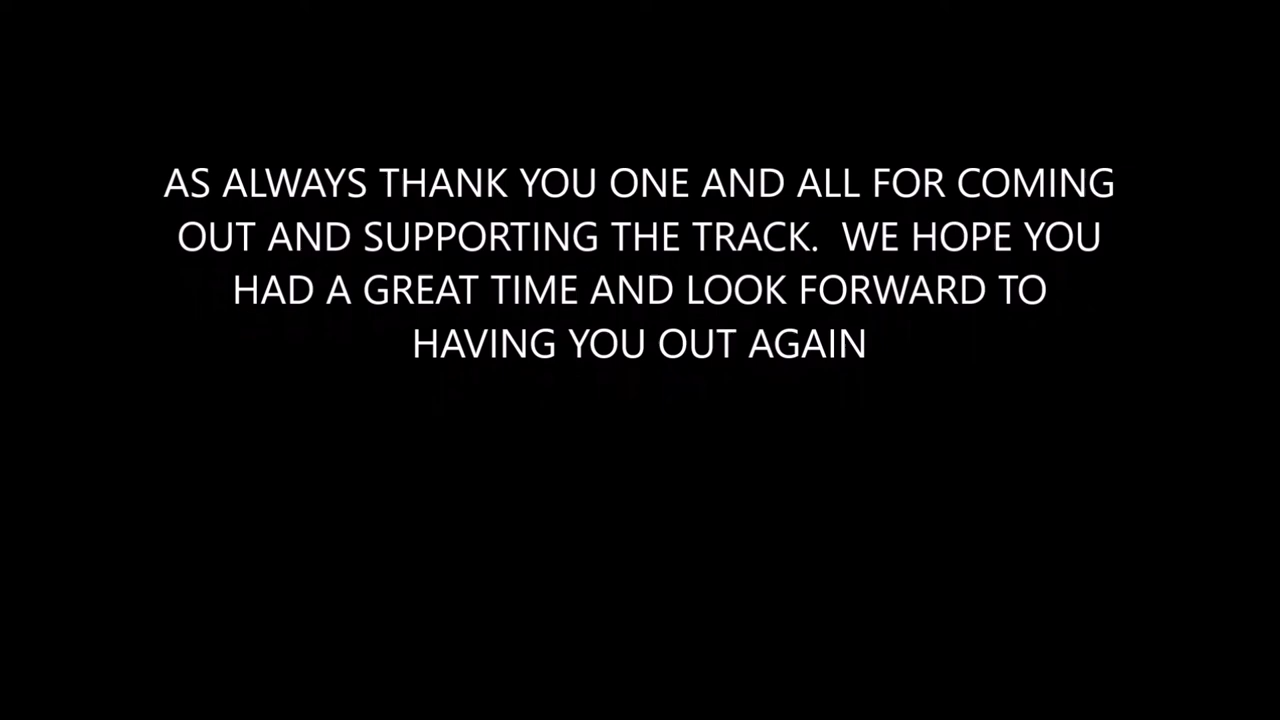 AS ALWAYS THANK YOU ONE AND ALL FOR COMING
OUT AND SUPPORTING THE TRACK.  WE HOPE YOU
HAD A GREAT TIME AND LOOK FORWARD TO
HAVING YOU OUT AGAIN